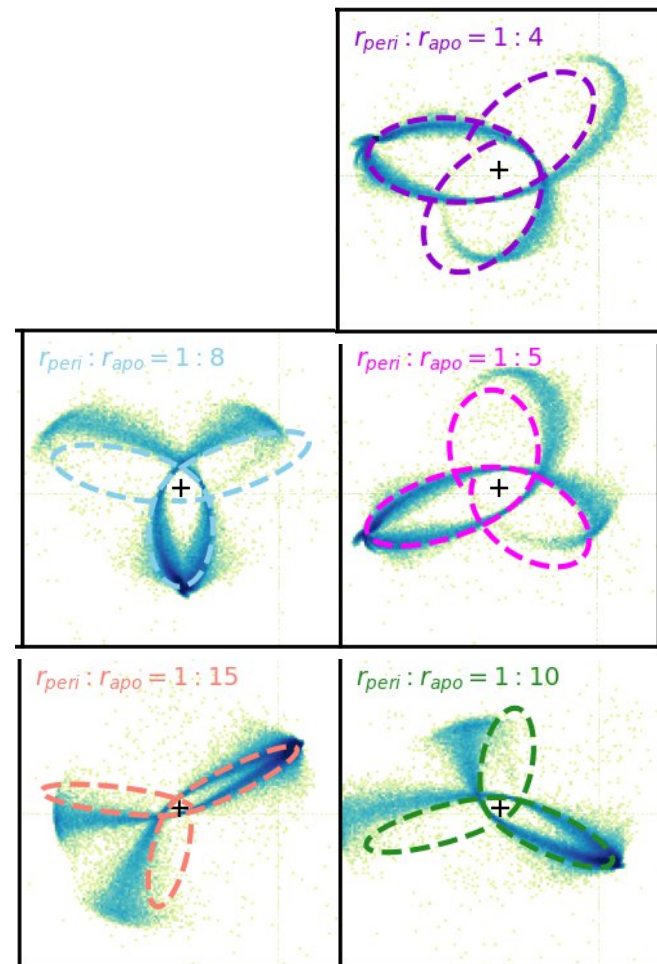 r_peri : r_apo = 1 : 4
r_peri : r_apo = 1 : 8
r_peri : r_apo = 1 : 5
r_peri : r_apo = 1 : 15
r_peri : r_apo = 1 : 10